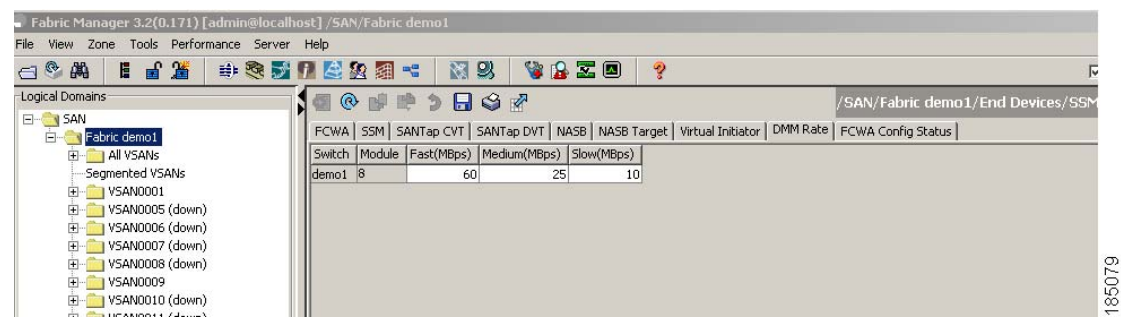 Fabric Manager 3.2(0.171) [admin@localhost] /SAN/Fabric demo1
File View Zone Tools Performance Server Help
Logical Domains
/SAN/Fabric demo1/End Devices/SSM
SAN
Fabric demo1
All VSANs
Segmented VSANs
VSAN0001
VSAN0005 (down)
VSAN0006 (down)
VSAN0007 (down)
VSAN0008 (down)
VSAN0009
VSAN0010 (down)
VSAN0011 (down)
FCWA SSM SANTap CVT SANTap DVT NASB NASB Target Virtual Initiator DMM Rate FCWA Config Status
Switch Module Fast(MBps) Medium(MBps) Slow(MBps)
demo1 8 60 25 10
185079